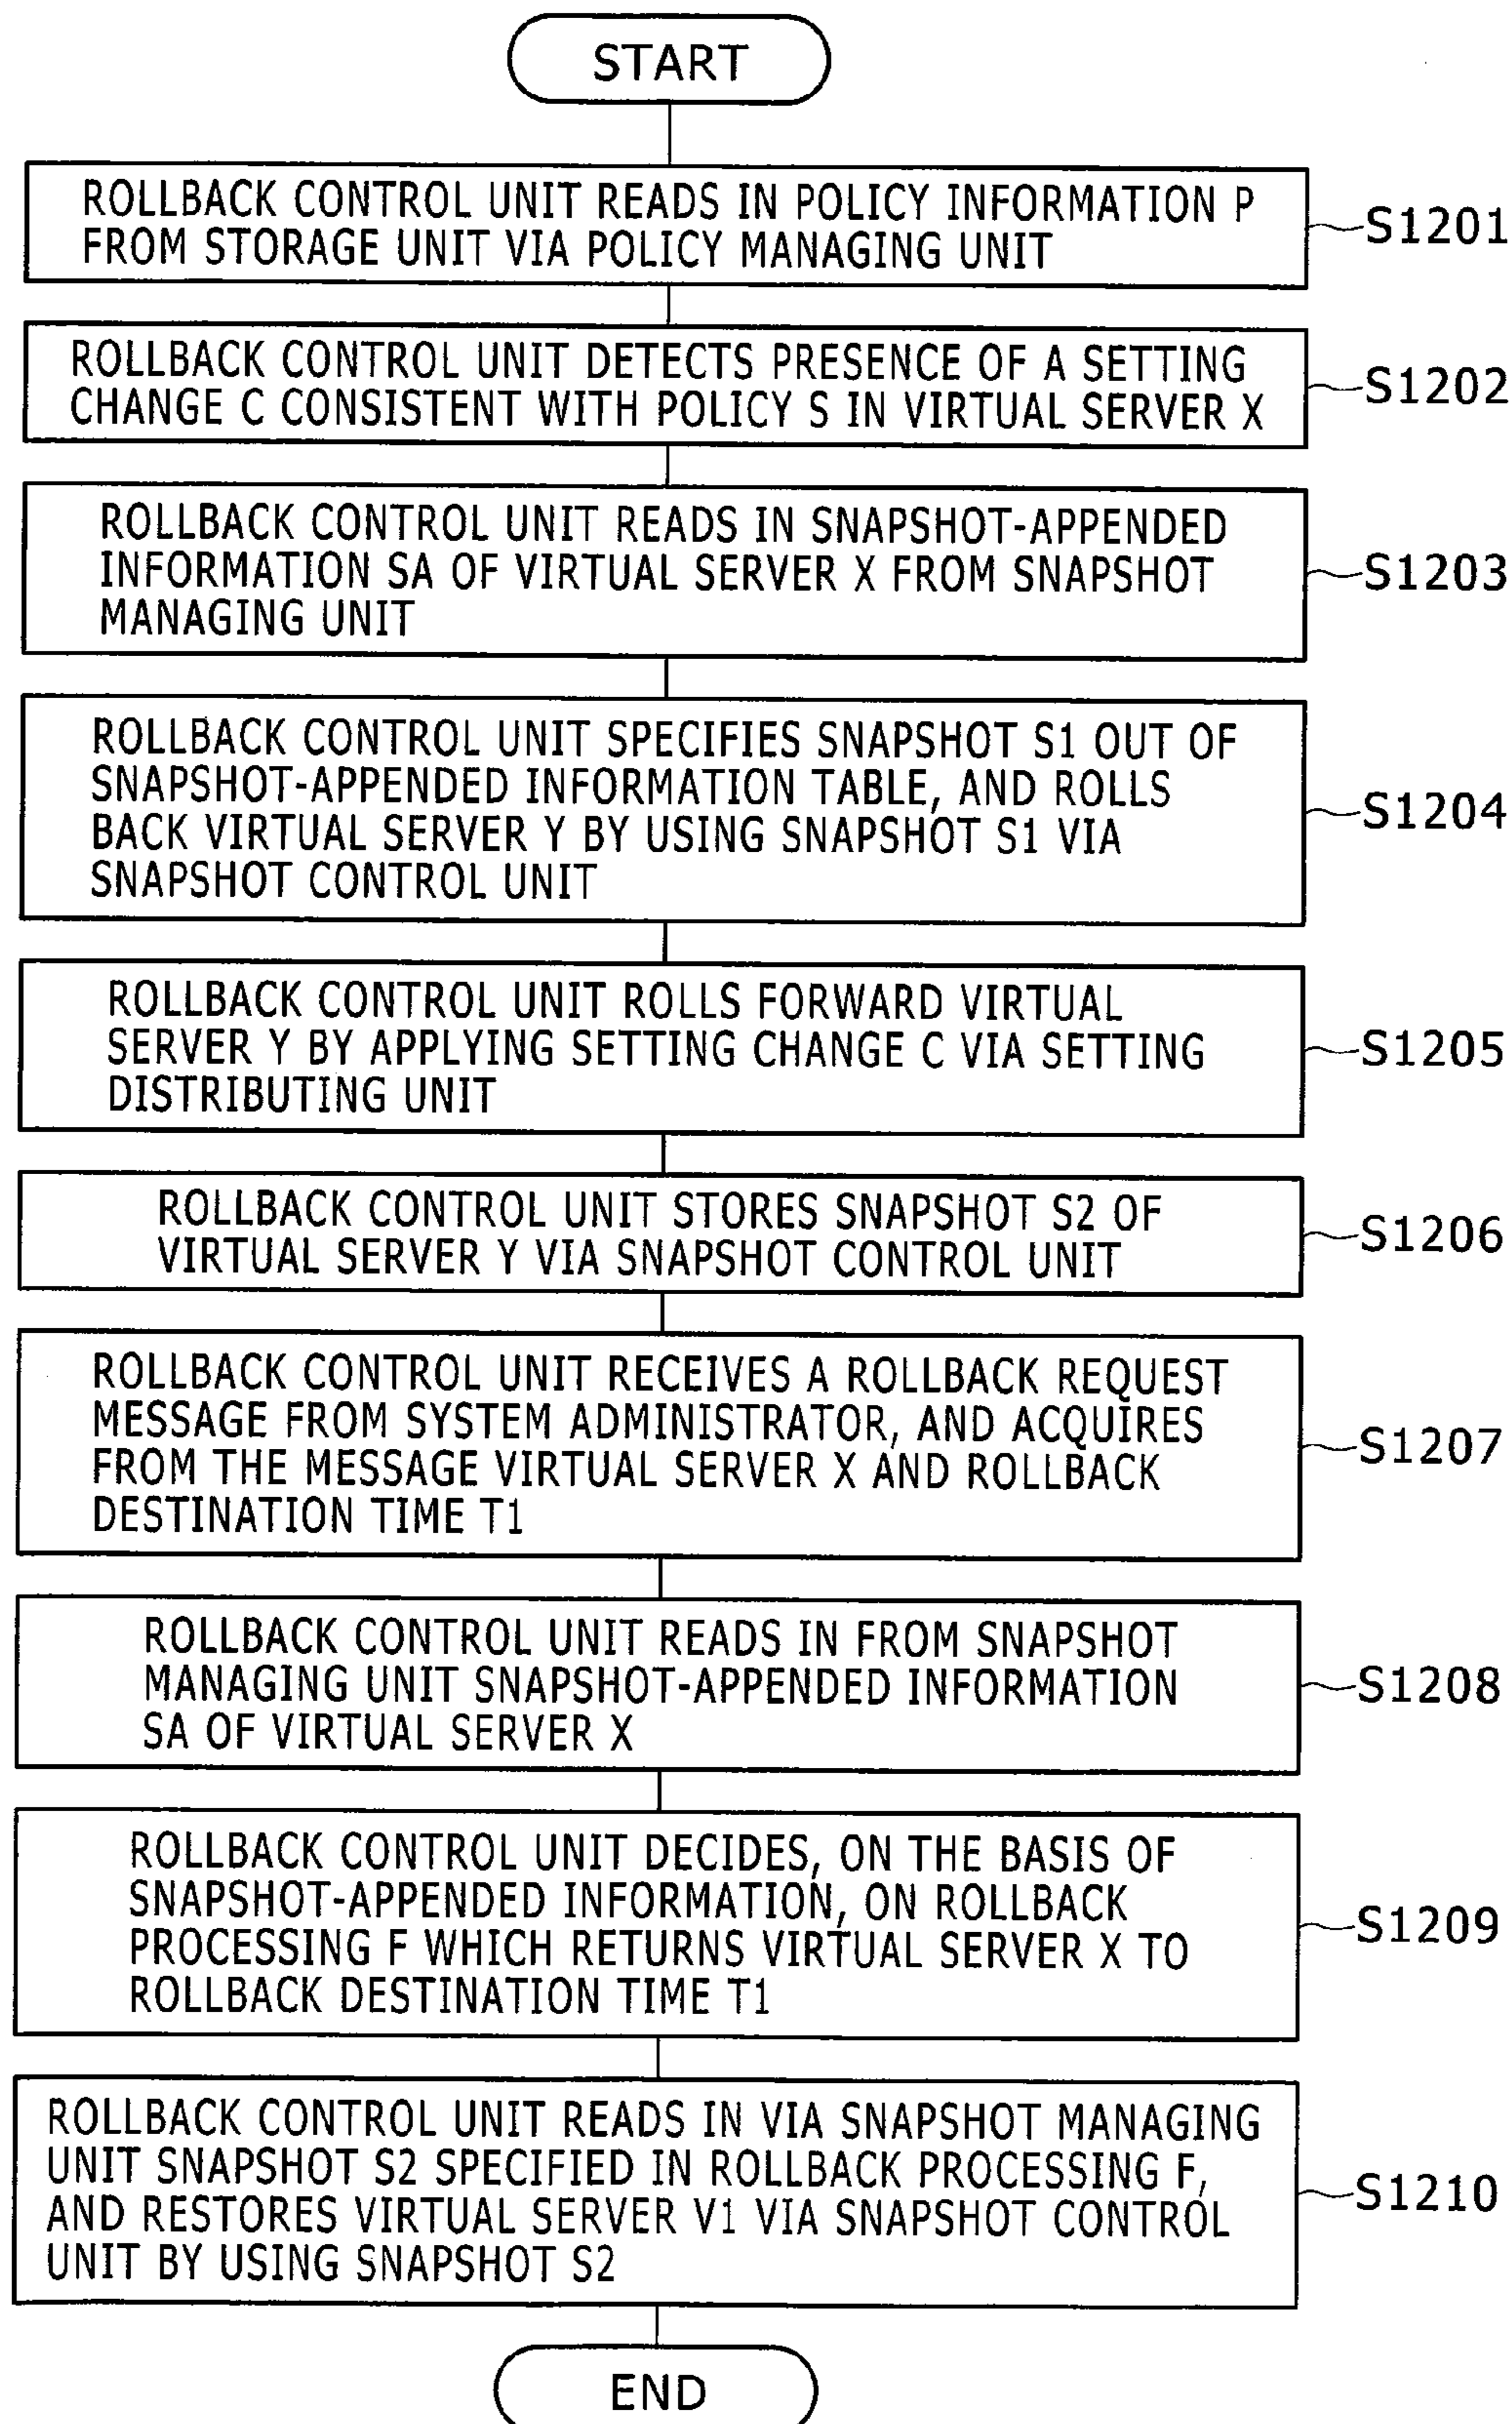 START
ROLLBACK CONTROL UNIT READS IN POLICY INFORMATION P
FROM STORAGE UNIT VIA POLICY MANAGING UNIT
S1201
ROLLBACK CONTROL UNIT DETECTS PRESENCE OF A SETTING
CHANGE C CONSISTENT WITH POLICY S IN VIRTUAL SERVER X
S1202
ROLLBACK CONTROL UNIT READS IN SNAPSHOT-APPENDED
INFORMATION SA OF VIRTUAL SERVER X FROM SNAPSHOT
MANAGING UNIT
S1203
ROLLBACK CONTROL UNIT SPECIFIES SNAPSHOT S1 OUT OF
SNAPSHOT-APPENDED INFORMATION TABLE, AND ROLLS
BACK VIRTUAL SERVER Y BY USING SNAPSHOT S1 VIA
SNAPSHOT CONTROL UNIT
S1204
ROLLBACK CONTROL UNIT ROLLS FORWARD VIRTUAL
SERVER Y BY APPLYING SETTING CHANGE C VIA SETTING
DISTRIBUTING UNIT
S1205
ROLLBACK CONTROL UNIT STORES SNAPSHOT S2 OF
VIRTUAL SERVER Y VIA SNAPSHOT CONTROL UNIT
S1206
ROLLBACK CONTROL UNIT RECEIVES A ROLLBACK REQUEST
MESSAGE FROM SYSTEM ADMINISTRATOR, AND ACQUIRES
FROM THE MESSAGE VIRTUAL SERVER X AND ROLLBACK
DESTINATION TIME T1
S1207
ROLLBACK CONTROL UNIT READS IN FROM SNAPSHOT
MANAGING UNIT SNAPSHOT-APPENDED INFORMATION
SA OF VIRTUAL SERVER X
S1208
ROLLBACK CONTROL UNIT DECIDES, ON THE BASIS OF
SNAPSHOT-APPENDED INFORMATION, ON ROLLBACK
PROCESSING F WHICH RETURNS VIRTUAL SERVER X TO
ROLLBACK DESTINATION TIME T1
S1209
ROLLBACK CONTROL UNIT READS IN VIA SNAPSHOT MANAGING
UNIT SNAPSHOT S2 SPECIFIED IN ROLLBACK PROCESSING F,
AND RESTORES VIRTUAL SERVER V1 VIA SNAPSHOT CONTROL
UNIT BY USING SNAPSHOT S2
S1210
END